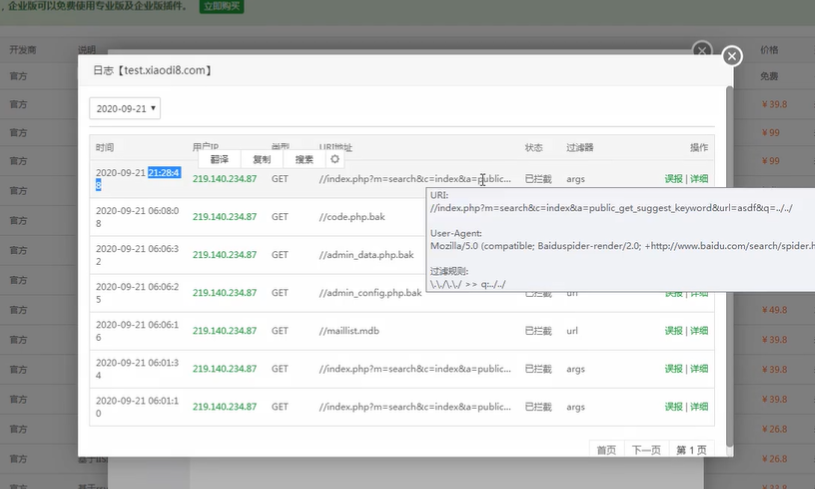 ，企业版可以免费使用专业版及企业版插件。 立即购买
开发商 说明 价格
日志【test.xiaodi8.com】
官方 免费
2020-09-21
官方 ￥39.8
官方 ￥99
时间 用户IP 类型 URI地址 状态 过滤器 操作
翻译 复制 搜索
官方 ￥99
2020-09-21 21:28:48 219.140.234.87 GET //index.php?m=search&c=index&a=public... 已拦截 args 误报 | 详细
官方
URI:
//index.php?m=search&c=index&a=public_get_suggest_keyword&url=asdf&q=../../
User-Agent:
Mozilla/5.0 (compatible; Baiduspider-render/2.0; +http://www.baidu.com/search/spider.h
过滤规则:
\.\./\.\./ >> q:../../
2020-09-21 06:08:08 219.140.234.87 GET //code.php.bak
官方
2020-09-21 06:06:32 219.140.234.87 GET //admin_data.php.bak
官方
2020-09-21 06:06:25 219.140.234.87 GET //admin_config.php.bak 已拦截 url 误报 | 详细
官方
官方 ￥49.8
2020-09-21 06:06:16 219.140.234.87 GET //maillist.mdb 已拦截 url 误报 | 详细
官方 ￥39.8
2020-09-21 06:01:34 219.140.234.87 GET //index.php?m=search&c=index&a=public... 已拦截 args 误报 | 详细
官方 ￥39.8
2020-09-21 06:01:10 219.140.234.87 GET //index.php?m=search&c=index&a=public... 已拦截 args 误报 | 详细
官方 ￥39.8
官方 ￥26.8
首页 下一页 第 1 页
官方 ￥26.8
官方